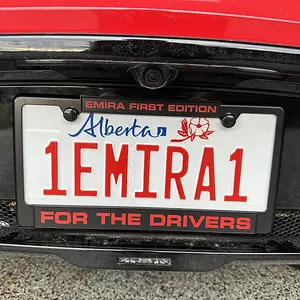 EMIRA FIRST EDITION
Alberta
1EMIRA1
FOR THE DRIVERS